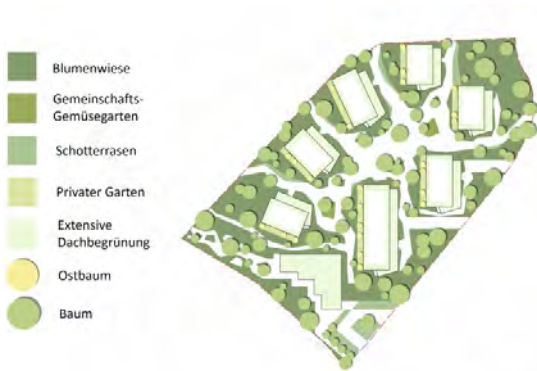 Blumenwiese
Gemeinschafts-
Gemüsegarten
Schotterrasen
Privater Garten
Extensive
Dachbegrünung
Ostbaum
Baum